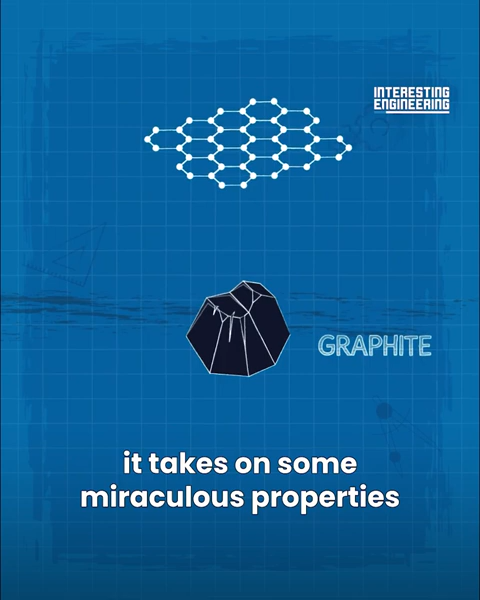 INTERESTING
ENGINEERING
GRAPHITE
it takes on some
miraculous properties